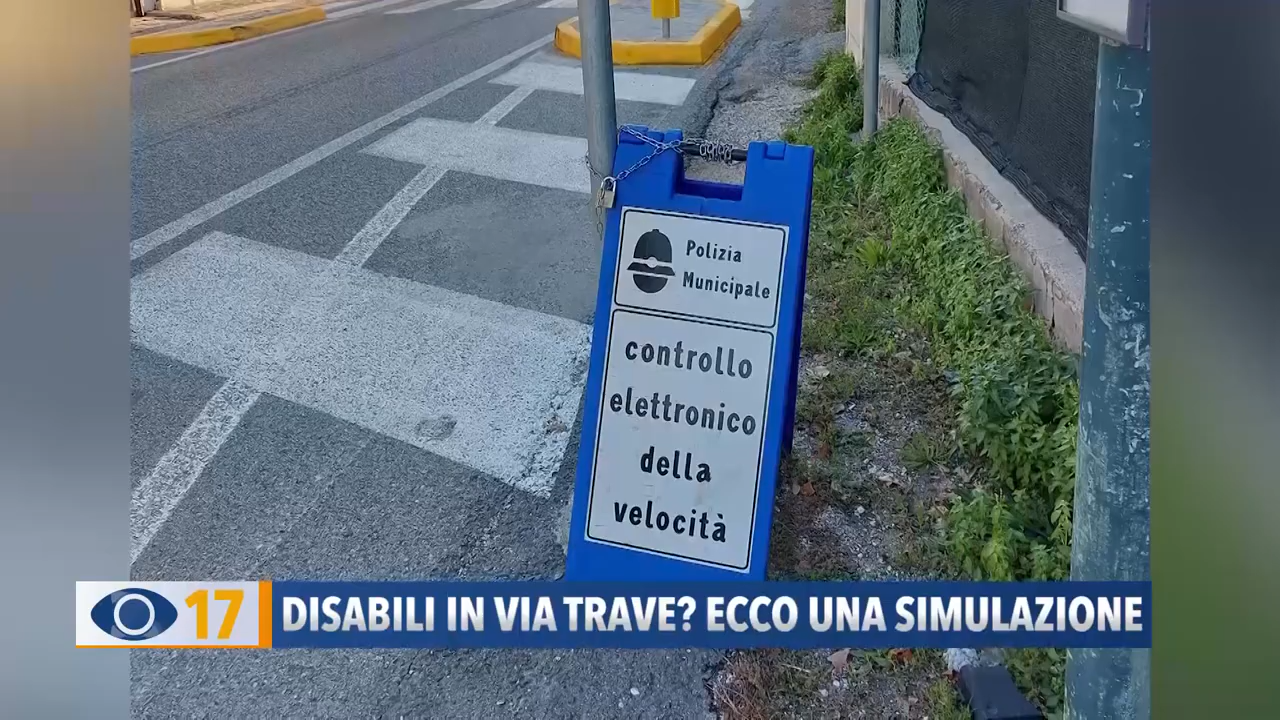 Polizia
Municipale
controllo
elettronico
della
velocità
17 DISABILI IN VIA TRAVE? ECCO UNA SIMULAZIONE